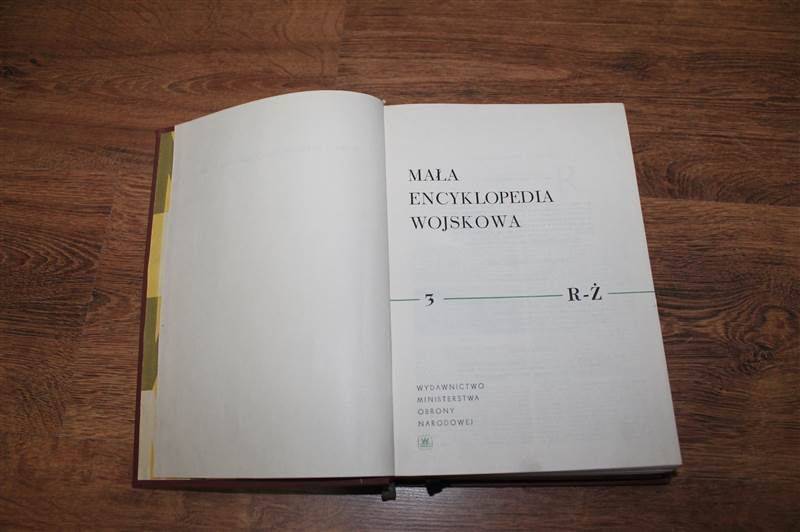 MAŁA
ENCYKLOPEDIA
WOJSKOWA
3 R-Ż
WYDAWNICTWO
MINISTERSTWA
OBRONY
NARODOWEJ